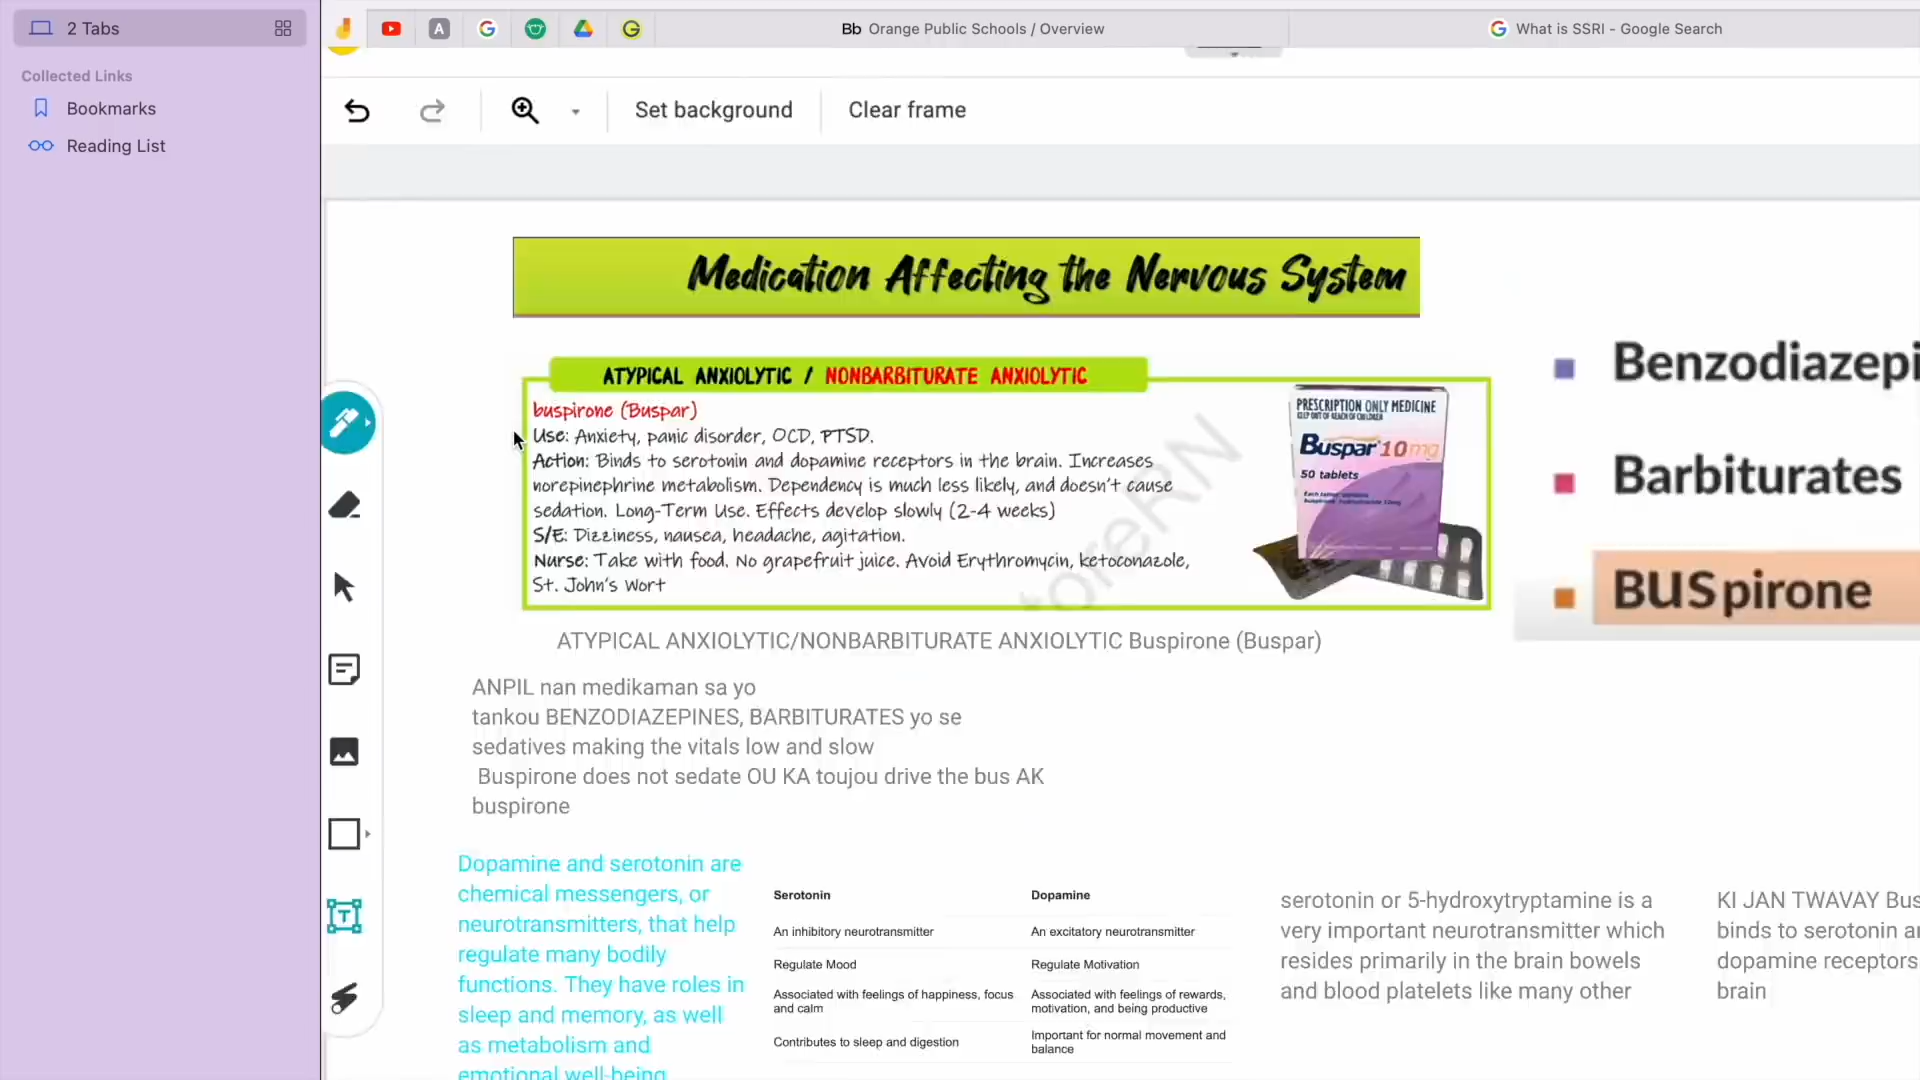 2 Tabs
Collected Links
Bookmarks
Reading List
Bb Orange Public Schools / Overview
What is SSRI - Google Search
Set background
Clear frame
Medication Affecting the Nervous System
ATYPICAL ANXIOLYTIC / NONBARBITURATE ANXIOLYTIC
buspirone (Buspar)
Use: Anxiety, panic disorder, OCD, PTSD.
Action: Binds to serotonin and dopamine receptors in the brain. Increases
norepinephrine metabolism. Dependency is much less likely, and doesn't cause
sedation. Long-Term Use. Effects develop slowly (2-4 weeks)
S/E: Dizziness, nausea, headache, agitation.
Nurse: Take with food. No grapefruit juice. Avoid Erythromycin, ketoconazole,
St. John's Wort
PRESCRIPTION ONLY MEDICINE
KEEP OUT OF REACH OF CHILDREN
Buspar 10mg
50 tablets
toreRN
Benzodiazepi
Barbiturates
BUSpirone
ATYPICAL ANXIOLYTIC/NONBARBITURATE ANXIOLYTIC Buspirone (Buspar)
ANPIL nan medikaman sa yo
tankou BENZODIAZEPINES, BARBITURATES yo se
sedatives making the vitals low and slow
Buspirone does not sedate OU KA toujou drive the bus AK
buspirone
Dopamine and serotonin are
chemical messengers, or
neurotransmitters, that help
regulate many bodily
functions. They have roles in
sleep and memory, as well
as metabolism and
emotional well-being
Serotonin
Dopamine
An inhibitory neurotransmitter
An excitatory neurotransmitter
Regulate Mood
Regulate Motivation
Associated with feelings of happiness, focus
and calm
Associated with feelings of rewards,
motivation, and being productive
Contributes to sleep and digestion
Important for normal movement and
balance
serotonin or 5-hydroxytryptamine is a
very important neurotransmitter which
resides primarily in the brain bowels
and blood platelets like many other
KI JAN TWAVAY Bus
binds to serotonin a
dopamine receptors
brain